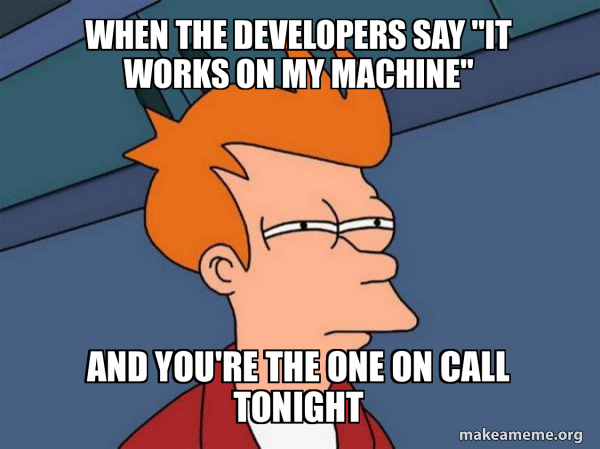 WHEN THE DEVELOPERS SAY "IT
WORKS ON MY MACHINE"
AND YOU'RE THE ONE ON CALL
TONIGHT
makeameme.org